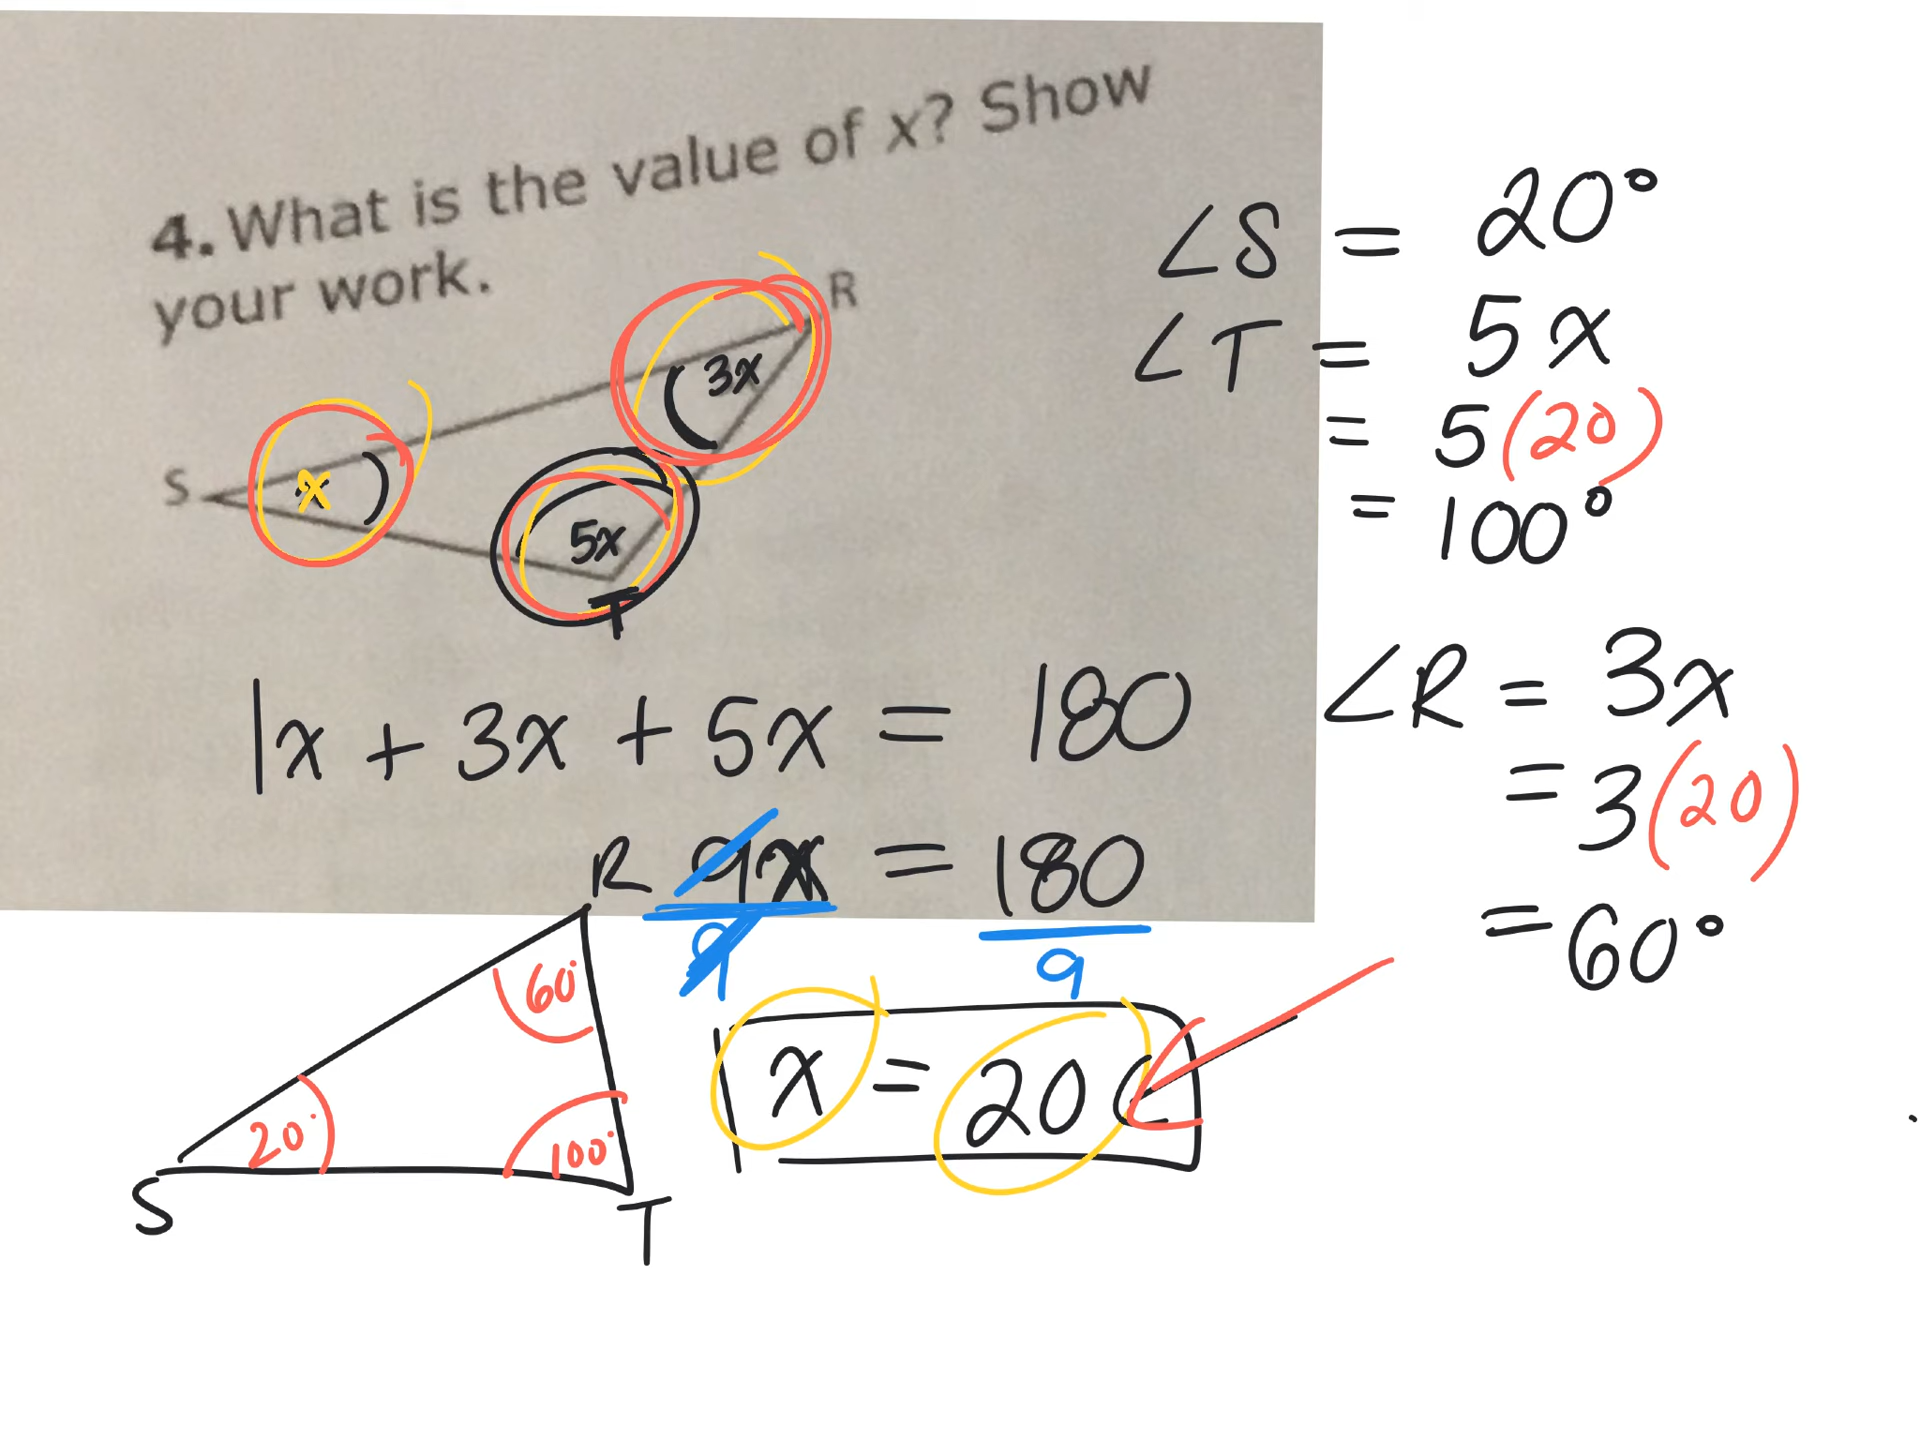 4. What is the value of x? Show
your work.
R
3x
S
x
5x
T
1x + 3x + 5x = 180
9x = 180
9 9
x = 20
∠S = 20°
∠T = 5x
= 5(20)
= 100°
∠R = 3x
= 3(20)
= 60°
R
60°
20°
100°
S
T